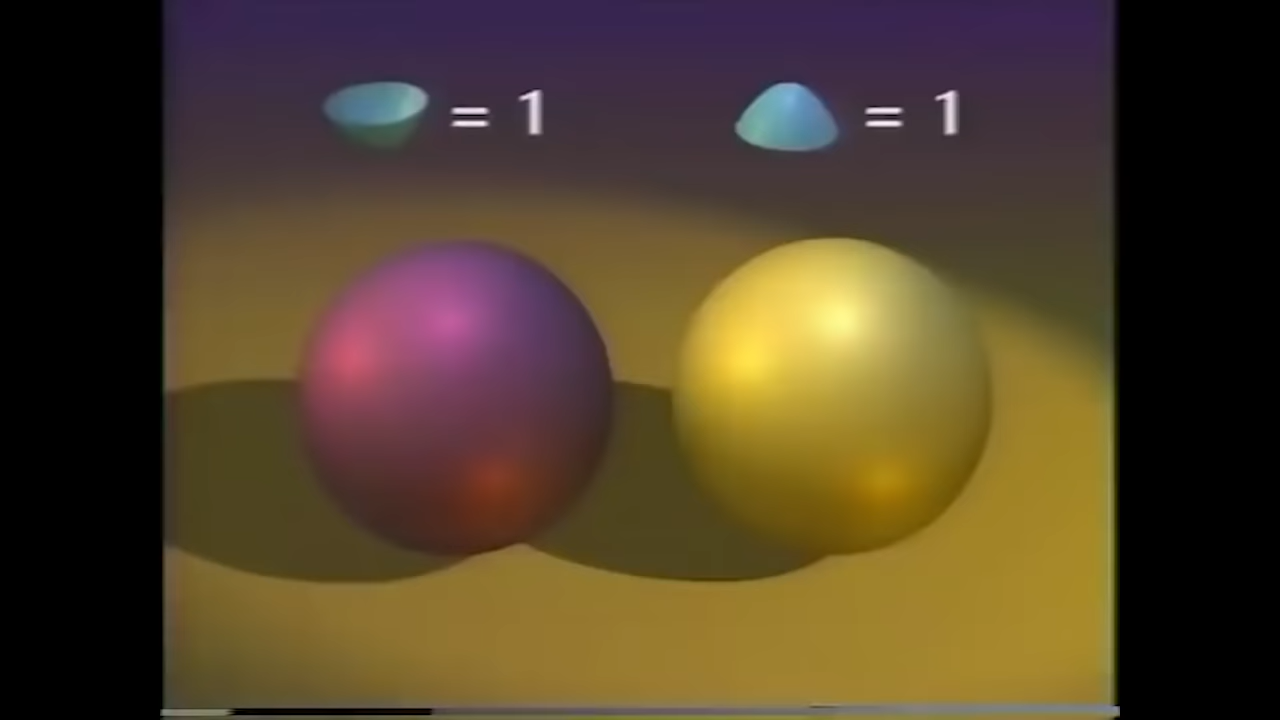 = 1 = 1